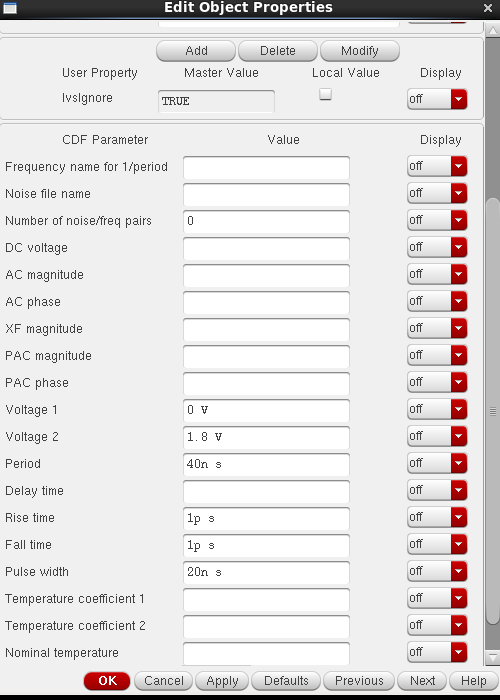 Edit Object Properties
Add Delete Modify
User Property Master Value Local Value Display
lvsIgnore TRUE off
CDF Parameter Value Display
Frequency name for 1/period off
Noise file name off
Number of noise/freq pairs 0 off
DC voltage off
AC magnitude off
AC phase off
XF magnitude off
PAC magnitude off
PAC phase off
Voltage 1 0 V off
Voltage 2 1.8 V off
Period 40n s off
Delay time off
Rise time 1p s off
Fall time 1p s off
Pulse width 20n s off
Temperature coefficient 1 off
Temperature coefficient 2 off
Nominal temperature off
OK Cancel Apply Defaults Previous Next Help